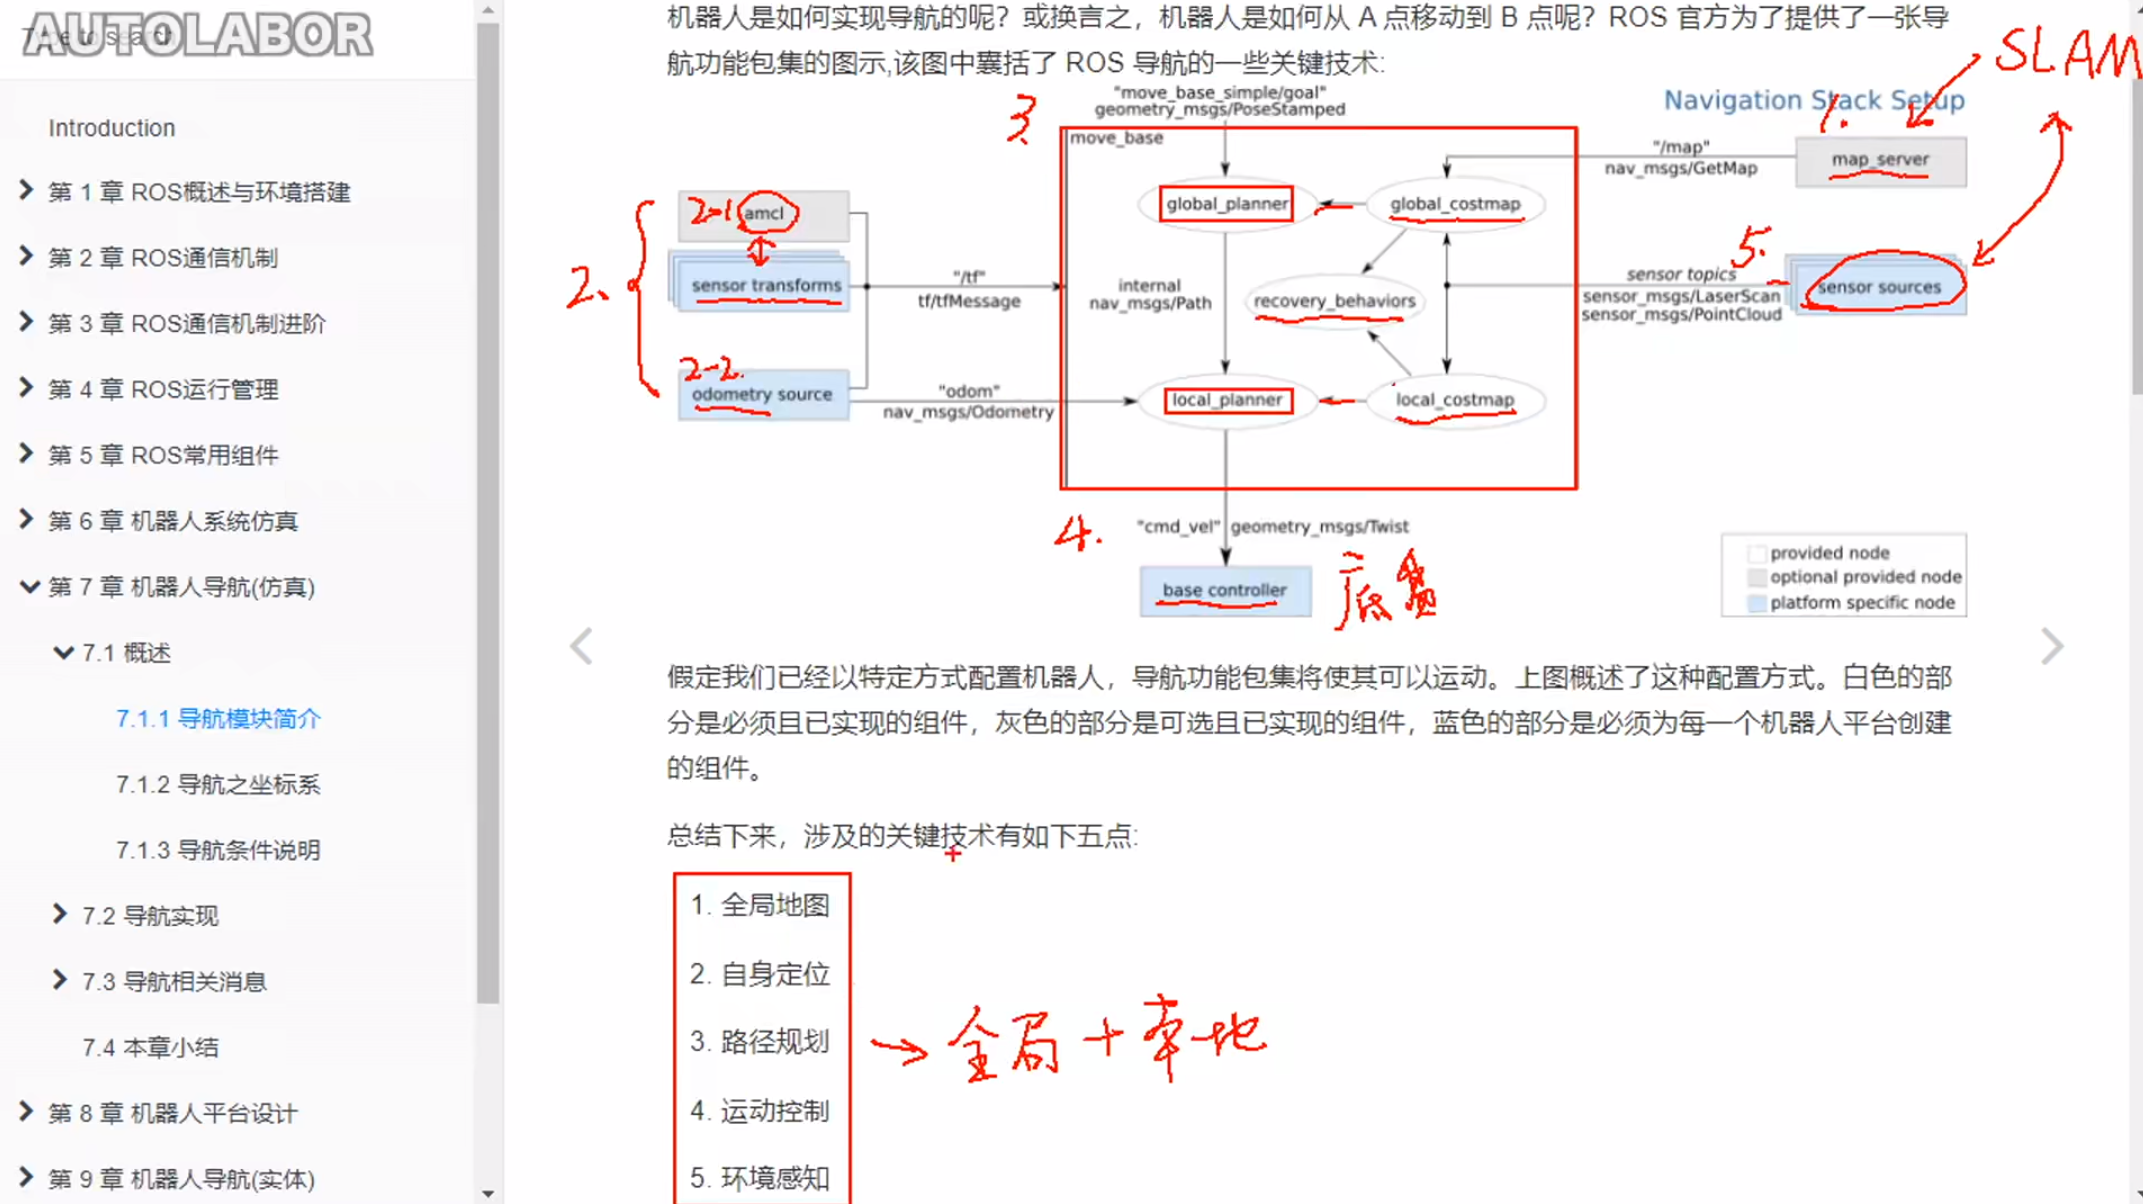 AUTOLABOR
Introduction
第 1 章 ROS概述与环境搭建
第 2 章 ROS通信机制
第 3 章 ROS通信机制进阶
第 4 章 ROS运行管理
第 5 章 ROS常用组件
第 6 章 机器人系统仿真
第 7 章 机器人导航(仿真)
7.1 概述
7.1.1 导航模块简介
7.1.2 导航之坐标系
7.1.3 导航条件说明
7.2 导航实现
7.3 导航相关消息
7.4 本章小结
第 8 章 机器人平台设计
第 9 章 机器人导航(实体)
机器人是如何实现导航的呢？或换言之，机器人是如何从 A 点移动到 B 点呢？ROS 官方为了提供了一张导
航功能包集的图示,该图中囊括了 ROS 导航的一些关键技术:
SLAM
Navigation Stack Setup
"move_base_simple/goal"
geometry_msgs/PoseStamped
3.
move_base
1.
"/map"
nav_msgs/GetMap
map_server
2-1 amcl
global_planner
global_costmap
2.
sensor transforms
"/tf"
tf/tfMessage
internal
nav_msgs/Path
recovery_behaviors
5.
sensor topics
sensor_msgs/LaserScan
sensor_msgs/PointCloud
sensor sources
2-2.
odometry source
"odom"
nav_msgs/Odometry
local_planner
local_costmap
4.
"cmd_vel" geometry_msgs/Twist
base controller
底盘
provided node
optional provided node
platform specific node
假定我们已经以特定方式配置机器人，导航功能包集将使其可以运动。上图概述了这种配置方式。白色的部
分是必须且已实现的组件，灰色的部分是可选且已实现的组件，蓝色的部分是必须为每一个机器人平台创建
的组件。
总结下来，涉及的关键技术有如下五点:
1. 全局地图
2. 自身定位
3. 路径规划
全局 + 本地
4. 运动控制
5. 环境感知